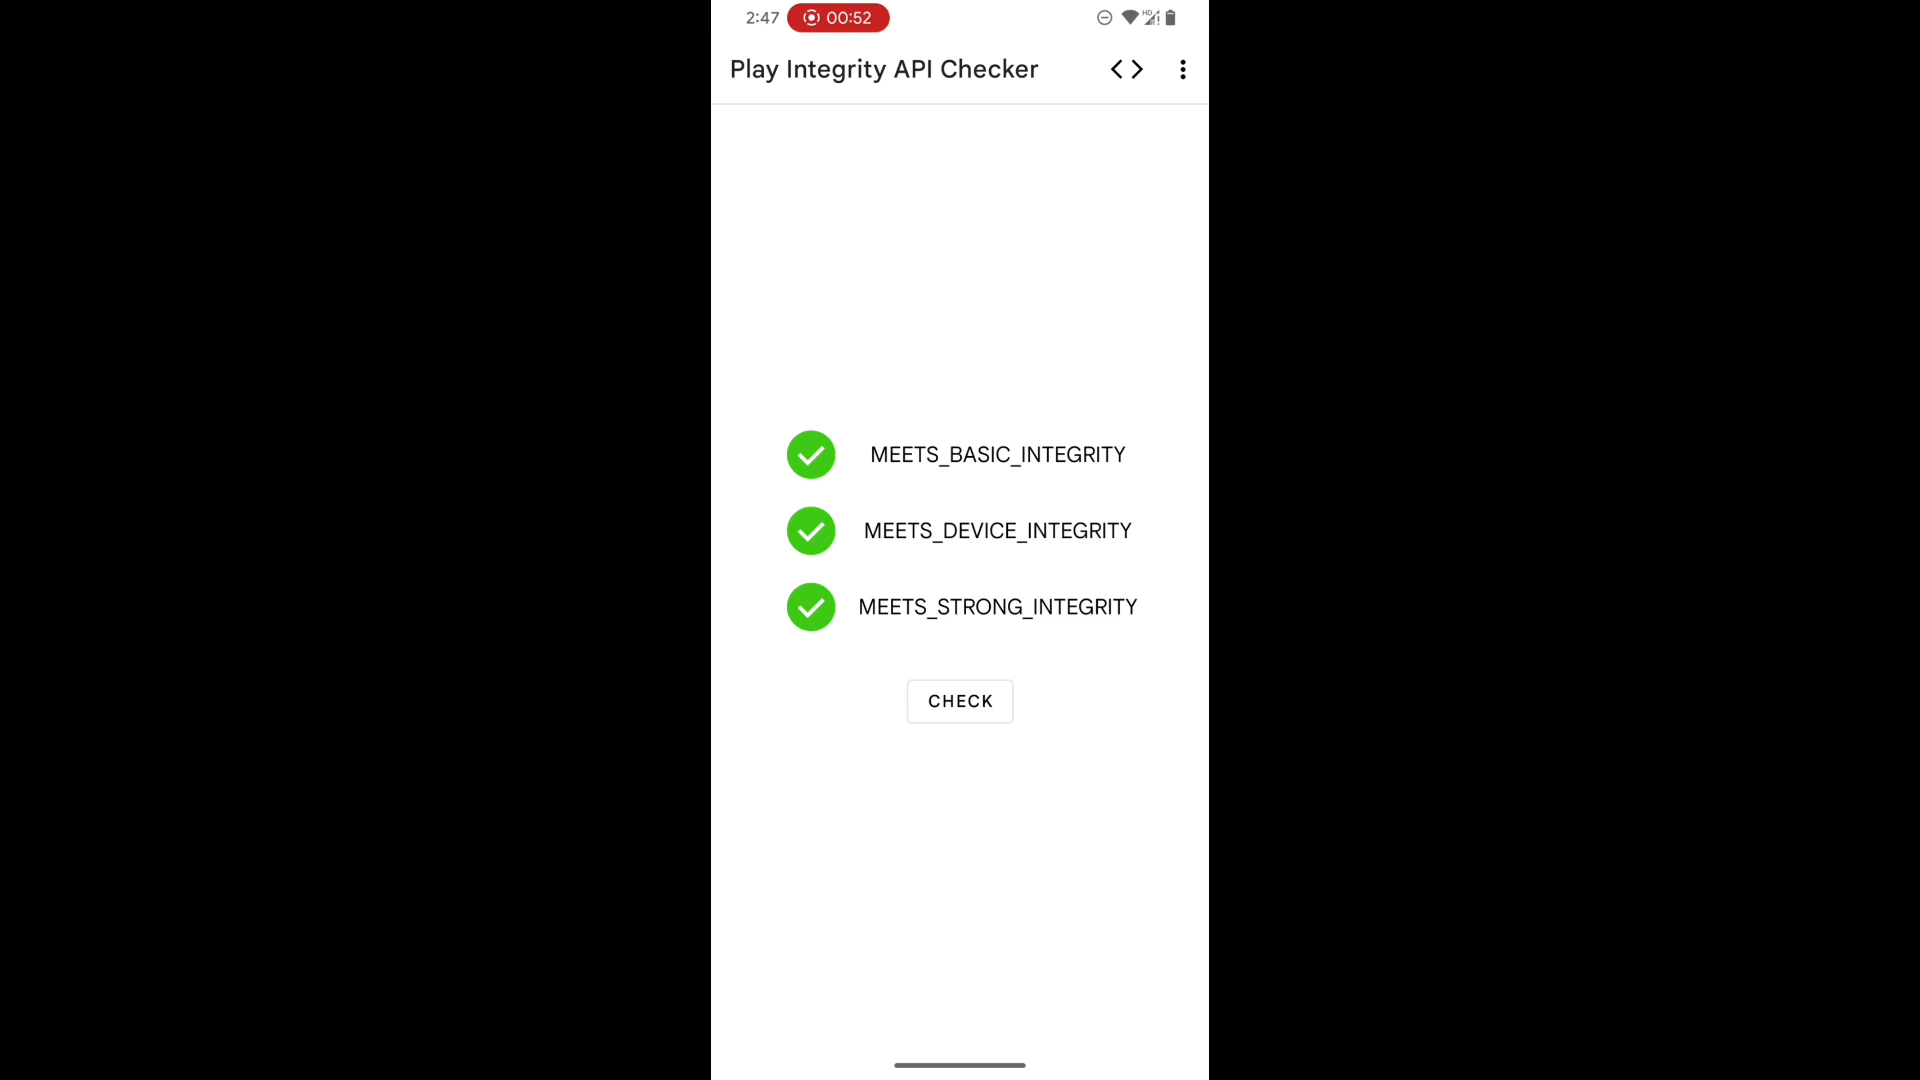 2:47 00:52
Play Integrity API Checker
MEETS_BASIC_INTEGRITY
MEETS_DEVICE_INTEGRITY
MEETS_STRONG_INTEGRITY
CHECK